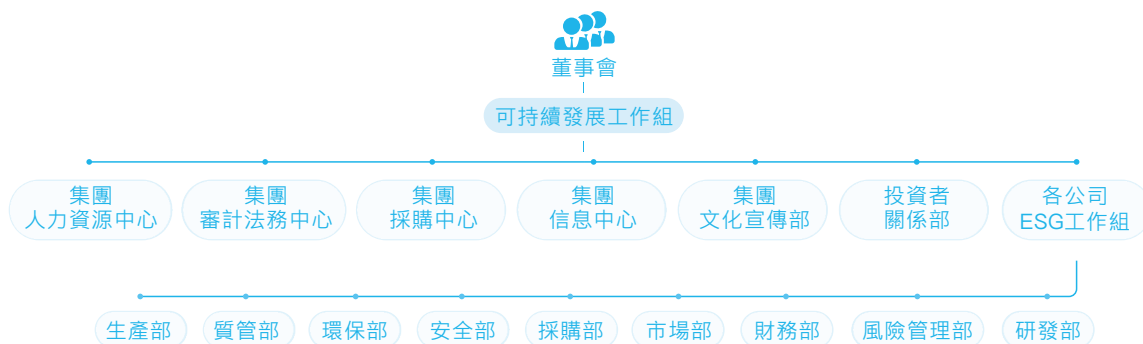 董事會
可持續發展工作組
集團
人力資源中心
集團
審計法務中心
集團
採購中心
集團
信息中心
集團
文化宣傳部
投資者
關係部
各公司
ESG工作組
生產部
質管部
環保部
安全部
採購部
市場部
財務部
風險管理部
研發部